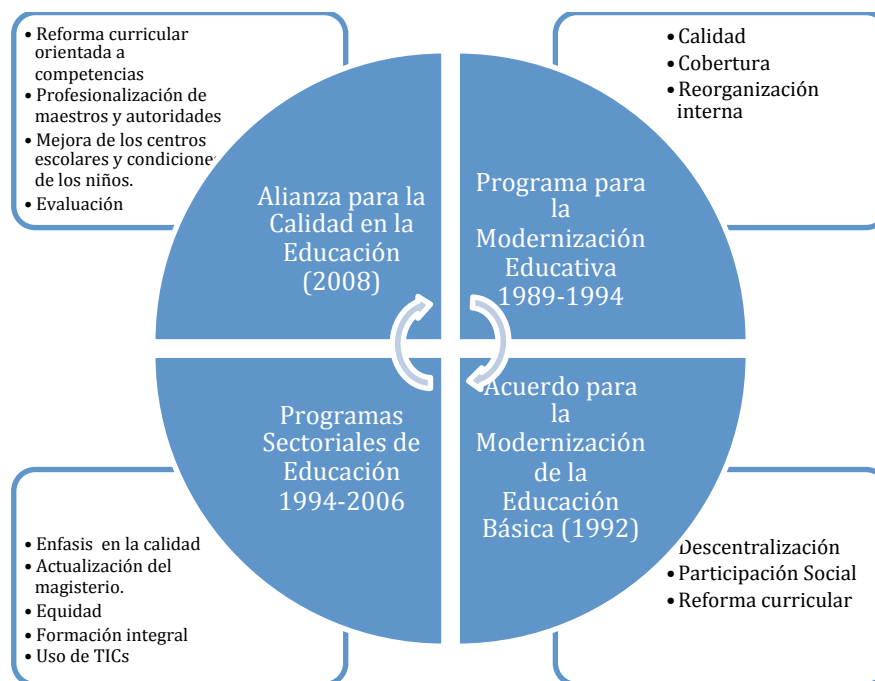 • Reforma curricular
orientada a
competencias
• Profesionalización de
maestros y autoridades
• Mejora de los centros
escolares y condicione
de los niños.
• Evaluación
• Calidad
• Cobertura
• Reorganización
interna
Alianza para la
Calidad en la
Educación
(2008)
Programa para
la
Modernización
Educativa
1989-1994
Programas
Sectoriales de
Educación
1994-2006
Acuerdo para
la
Modernización
de la
Educación
Básica (1992)
• Enfasis en la calidad
• Actualización del
magisterio.
• Equidad
• Formación integral
• Uso de TICs
Descentralización
• Participación Social
• Reforma curricular